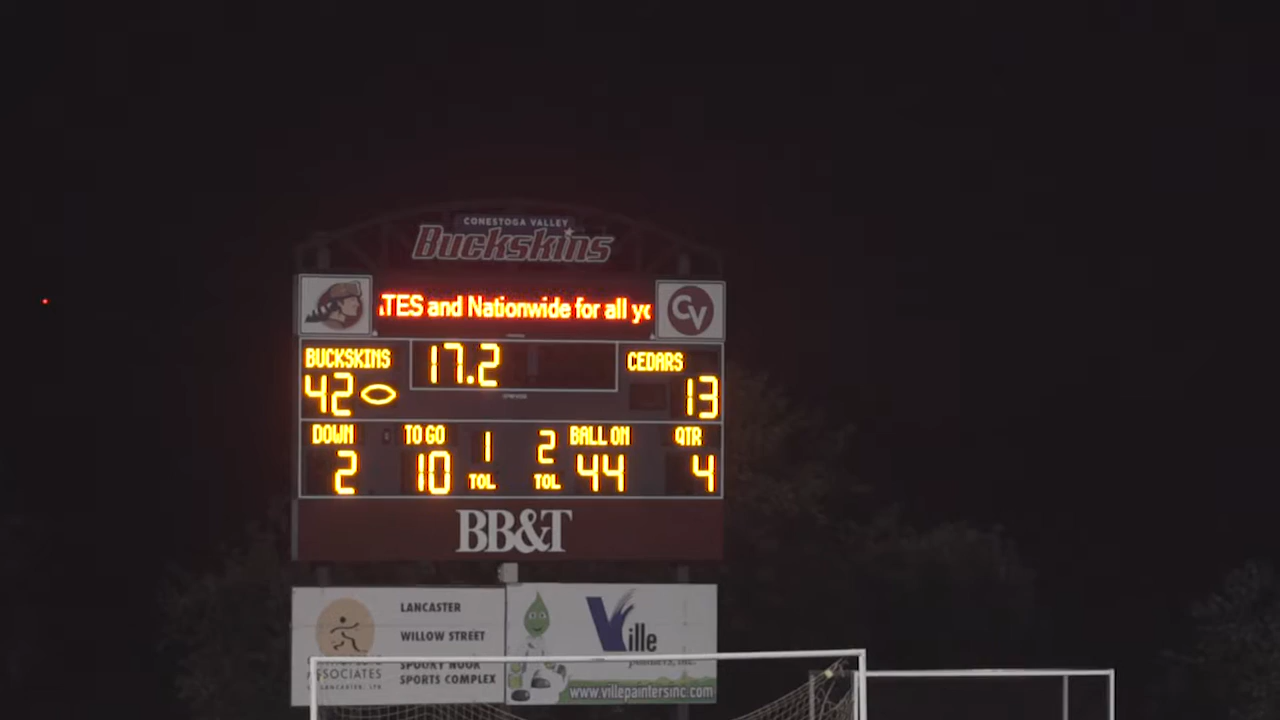 CONESTOGA VALLEY
Buckskins
TES and Nationwide for all yo
CV
BUCKSKINS 17.2 CEDARS
42 13
DOWN TO GO 1 2 BALL ON QTR
2 10 TOL TOL 44 4
BB&T
LANCASTER
WILLOW STREET
SPOOKY NOOK
SPORTS COMPLEX
Ville
www.villepaintersinc.com